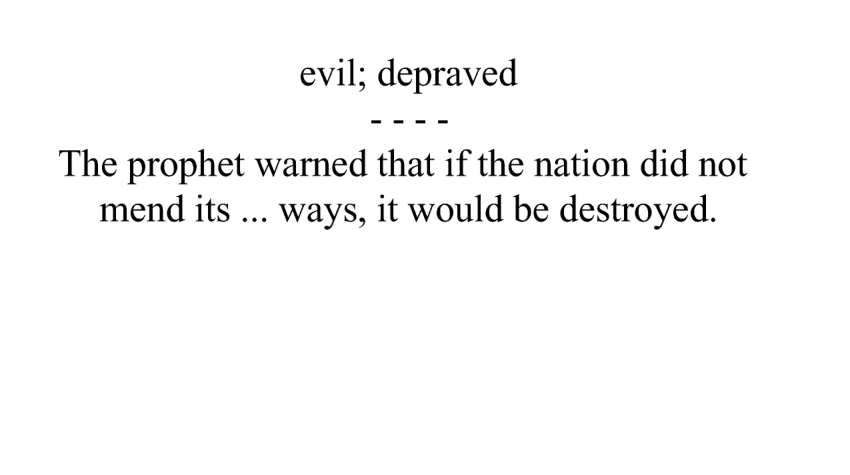 evil; depraved
- - - -
The prophet warned that if the nation did not
mend its ... ways, it would be destroyed.